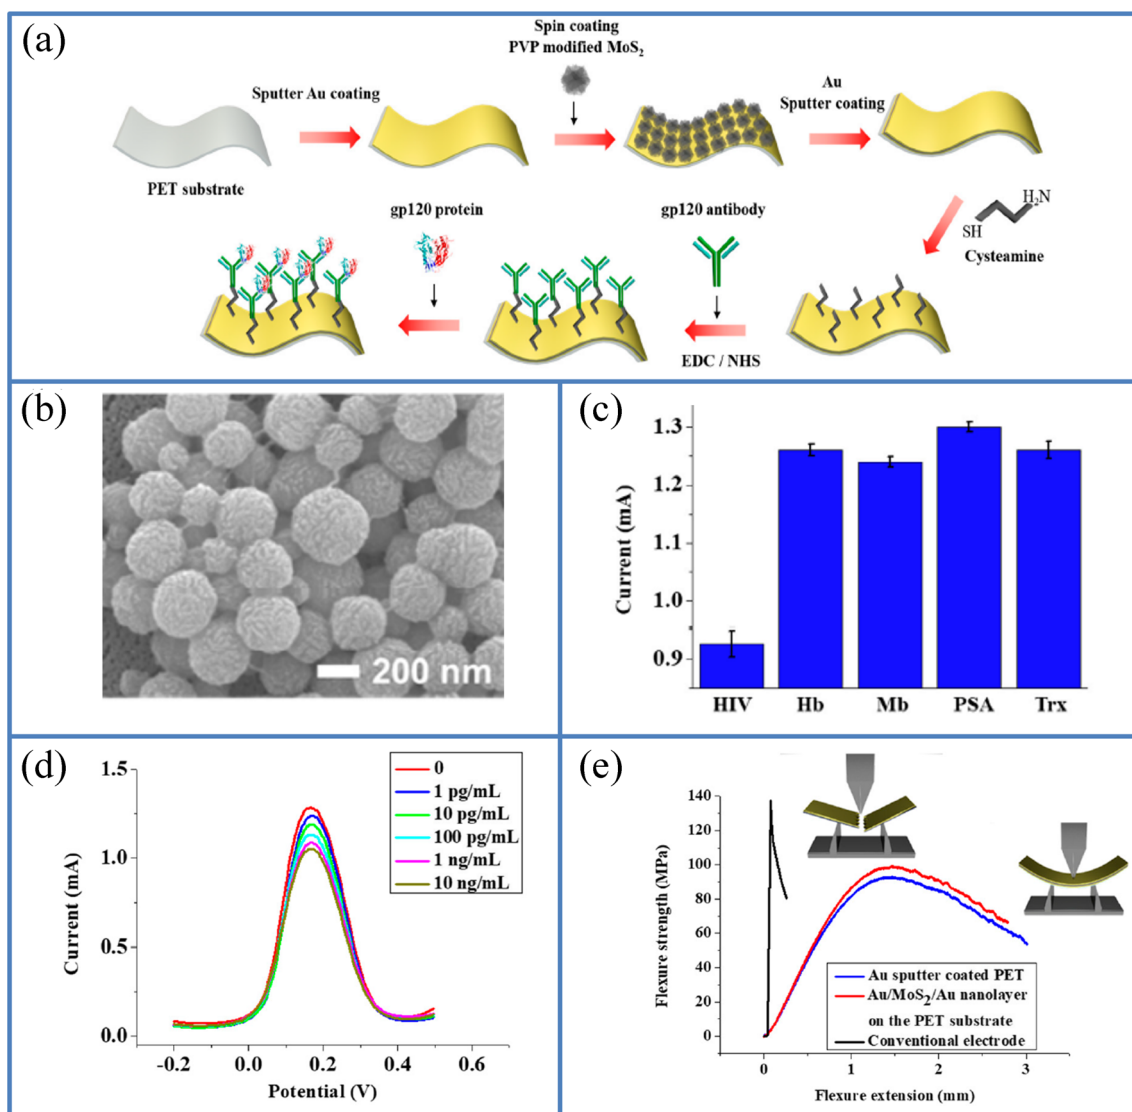 (a)
Spin coating
PVP modified MoS₂
Sputter Au coating
Au
Sputter coating
PET substrate
gp120 protein
gp120 antibody
H₂N
SH
Cysteamine
EDC / NHS
(b)
200 nm
(c)
Current (mA)
1.3
1.2
1.1
1.0
0.9
HIV Hb Mb PSA Trx
(d)
Current (mA)
1.5
1.0
0.5
0.0
-0.2 0.0 0.2 0.4 0.6
Potential (V)
0
1 pg/mL
10 pg/mL
100 pg/mL
1 ng/mL
10 ng/mL
(e)
Flexure strength (MPa)
140
120
100
80
60
40
20
0
0 1 2 3
Flexure extension (mm)
Au sputter coated PET
Au/MoS₂/Au nanolayer
on the PET substrate
Conventional electrode